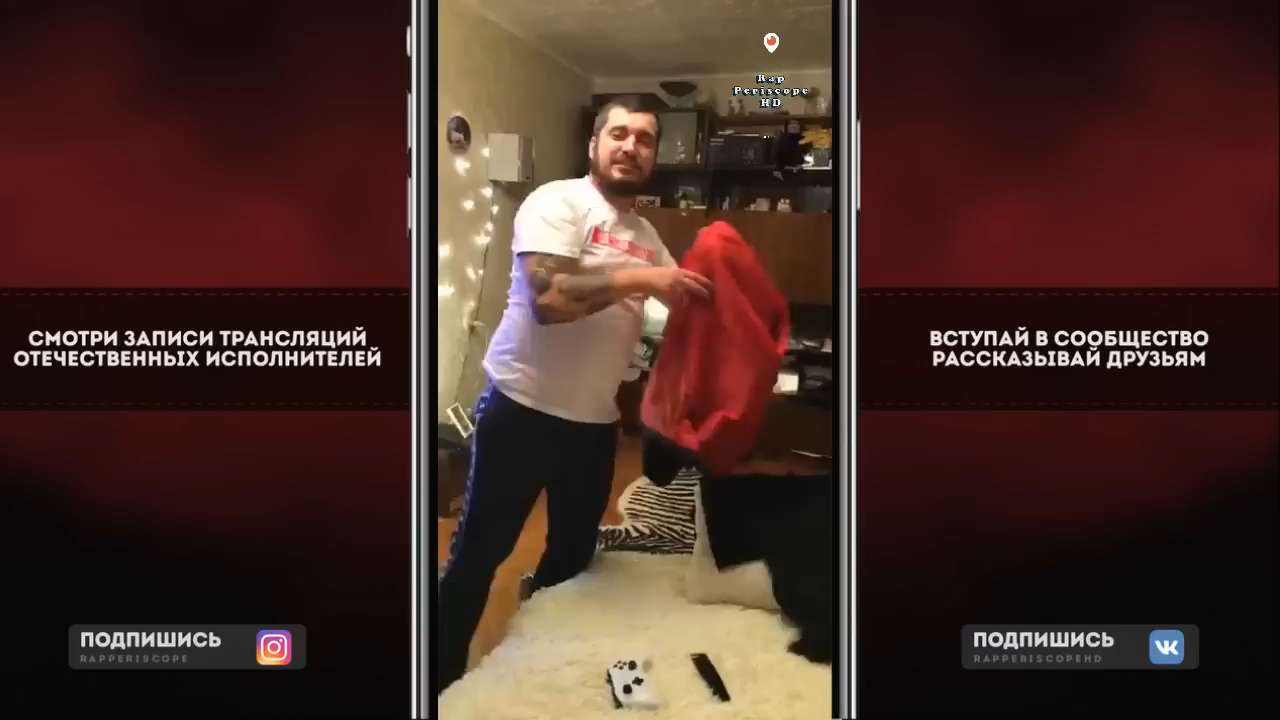 Rap
Periscope
HD
СМОТРИ ЗАПИСИ ТРАНСЛЯЦИЙ
ОТЕЧЕСТВЕННЫХ ИСПОЛНИТЕЛЕЙ
ВСТУПАЙ В СООБЩЕСТВО
РАССКАЗЫВАЙ ДРУЗЬЯМ
ПОДПИШИСЬ
RAPPERISCOPE
ПОДПИШИСЬ
RAPPERISCOPEHD